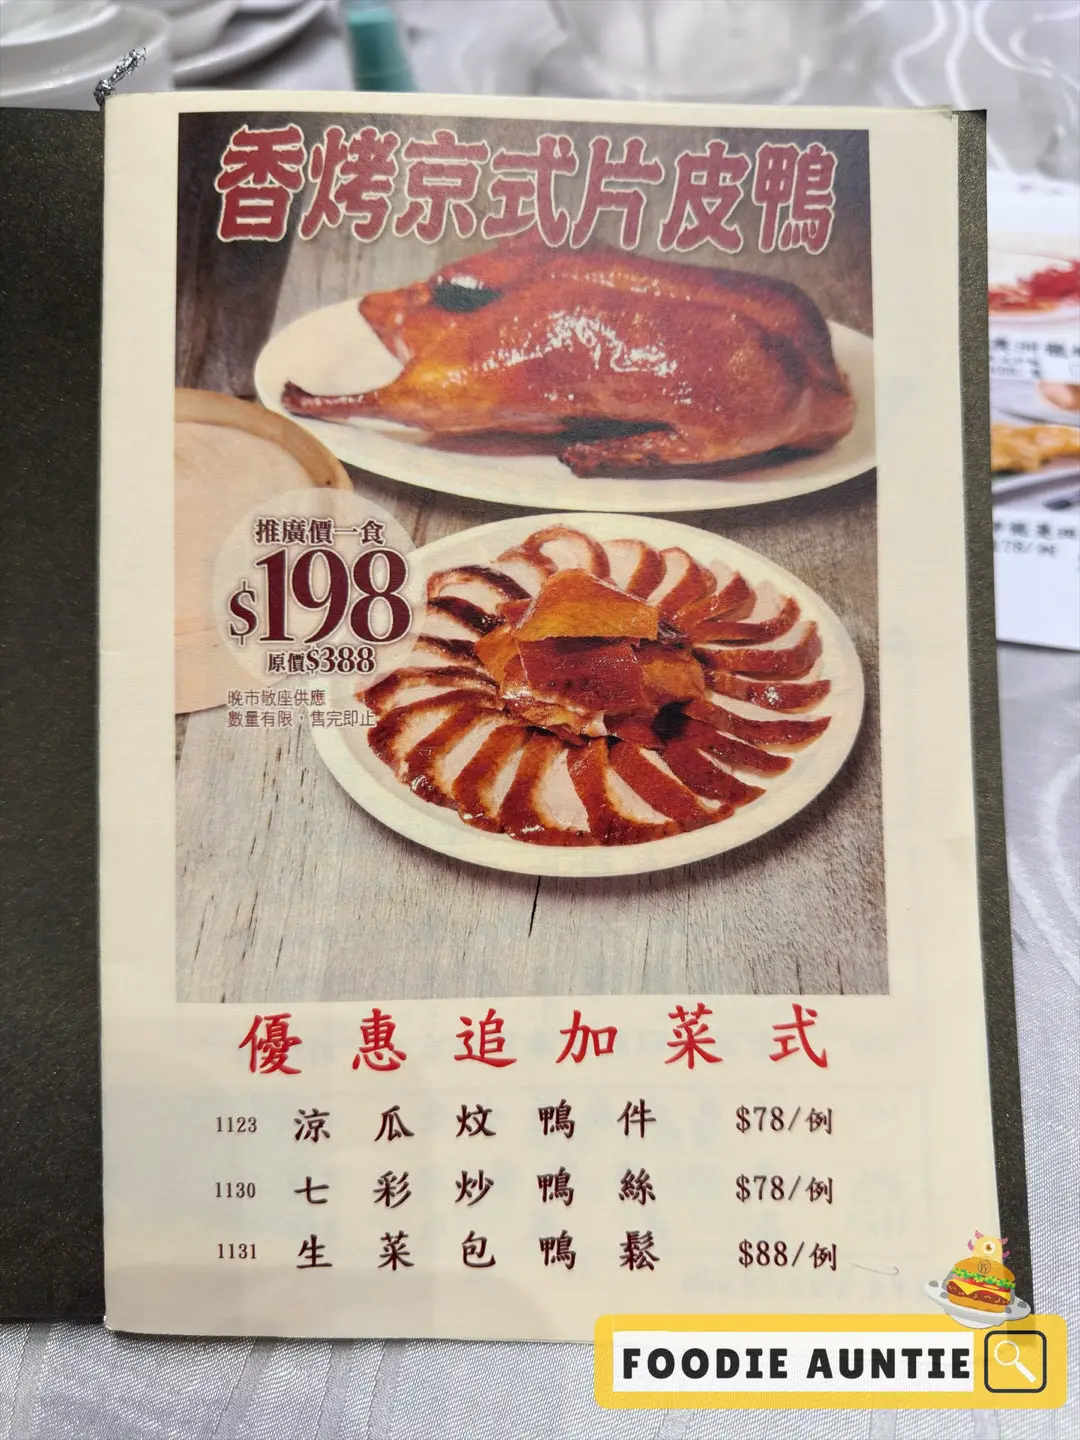 香烤京式片皮鴨
推廣價一食
$198
原價$388
晚市散座供應
數量有限，售完即止
優惠追加菜式
1123 涼瓜炆鴨件 $78/例
1130 七彩炒鴨絲 $78/例
1131 生菜包鴨鬆 $88/例
FOODIE AUNTIE